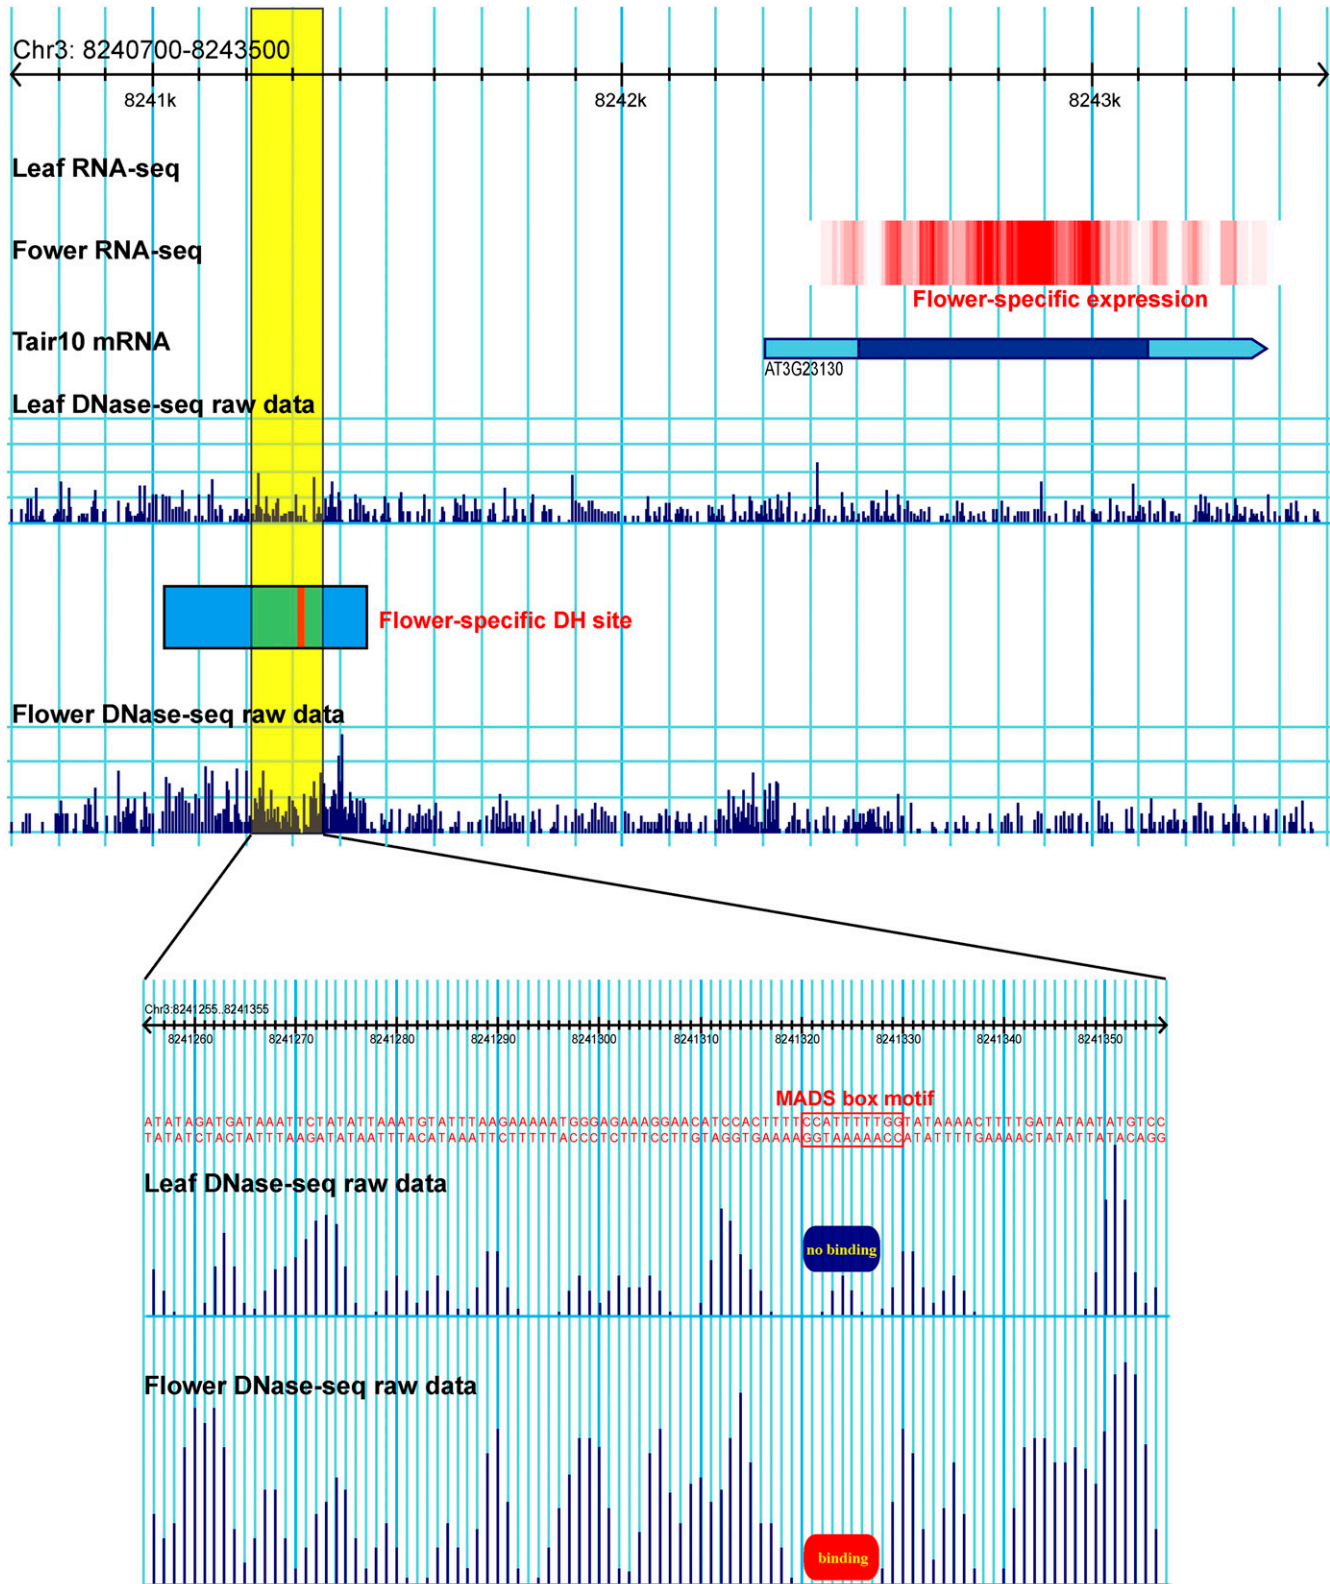 Chr3: 8240700-8243500
8241k 8242k 8243k
Leaf RNA-seq
Fower RNA-seq
Flower-specific expression
Tair10 mRNA
AT3G23130
Leaf DNase-seq raw data
Flower-specific DH site
Flower DNase-seq raw data
Chr3:8241255..8241355
8241260 8241270 8241280 8241290 8241300 8241310 8241320 8241330 8241340 8241350
MADS box motif
ATATAGATGATAAATTCTATATTAAATGTATTTAAGAAAAATGGGAGAAAGGAACATCCACTTTTCCATTTTTGGTATAAAACTTTTGATATAATATGTCC
TATATCTACTATTTAAGATATAATTTACATAAATTCTTTTTACCCTCTTTCCTTGTAGGTGAAAAGGTAAAAACCATATTTTGAAAACTATATTATACAGG
Leaf DNase-seq raw data
no binding
Flower DNase-seq raw data
binding